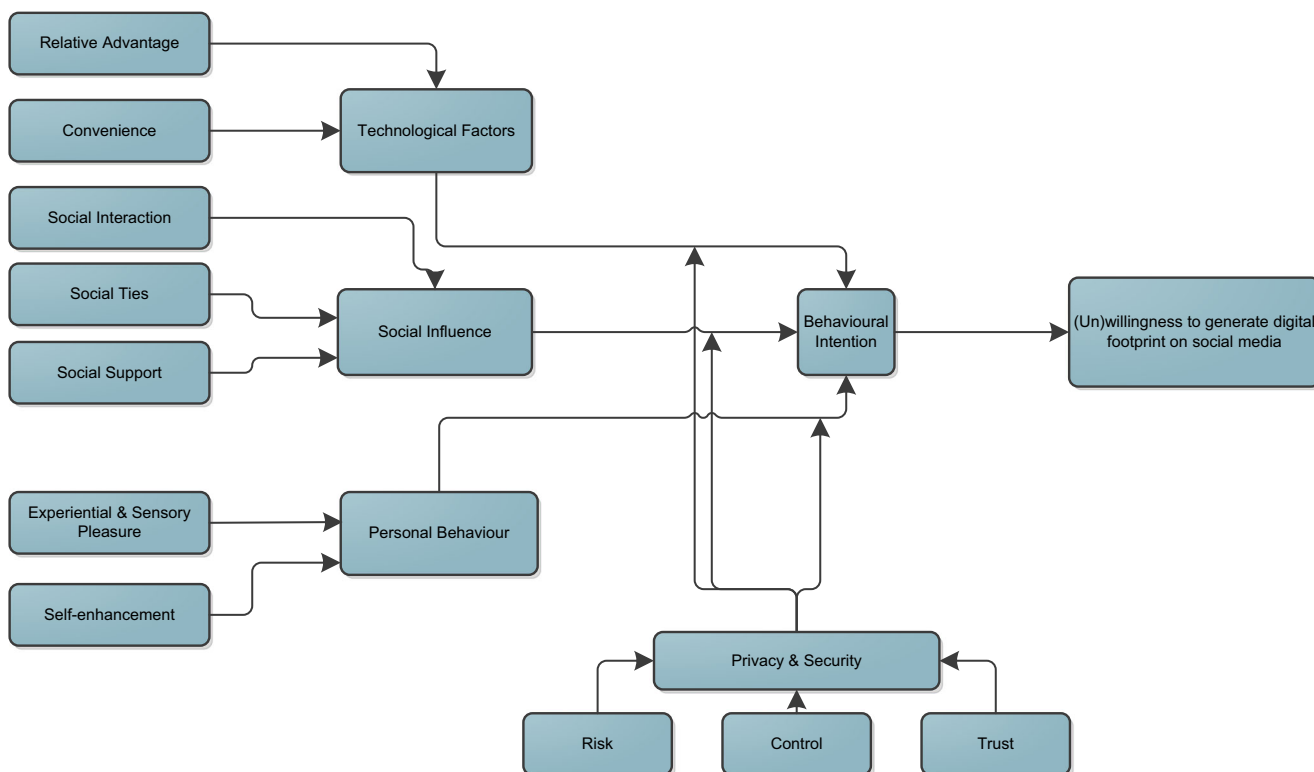 Relative Advantage
Convenience
Technological Factors
Social Interaction
Social Ties
Social Influence
Social Support
Behavioural
Intention
(Un)willingness to generate digital
footprint on social media
Experiential & Sensory
Pleasure
Personal Behaviour
Self-enhancement
Privacy & Security
Risk
Control
Trust